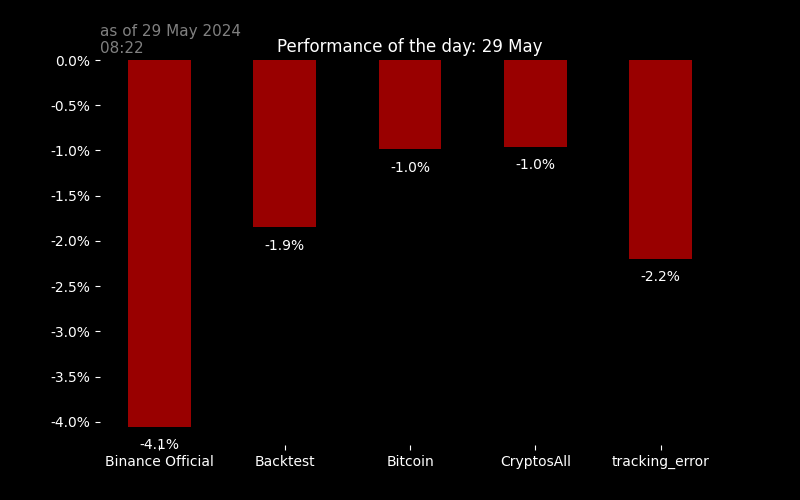 as of 29 May 2024
08:22
Performance of the day: 29 May
0.0%
-0.5%
-1.0%
-1.5%
-2.0%
-2.5%
-3.0%
-3.5%
-4.0%
-4.1%
-1.9%
-1.0%
-1.0%
-2.2%
Binance Official
Backtest
Bitcoin
CryptosAll
tracking_error